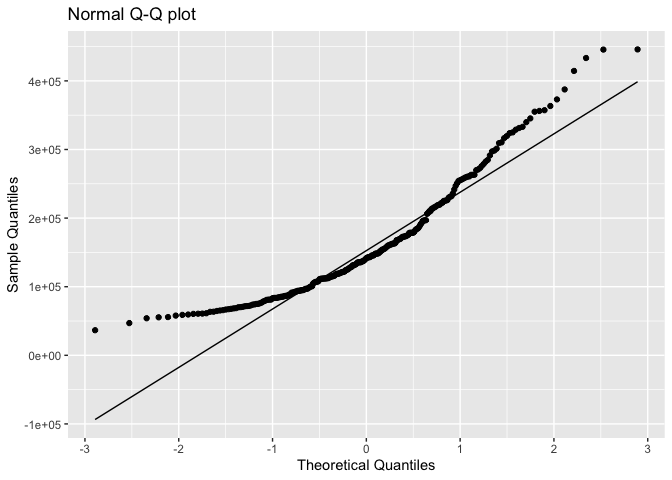 Normal Q-Q plot
Sample Quantiles
4e+05
3e+05
2e+05
1e+05
0e+00
-1e+05
-3 -2 -1 0 1 2 3
Theoretical Quantiles